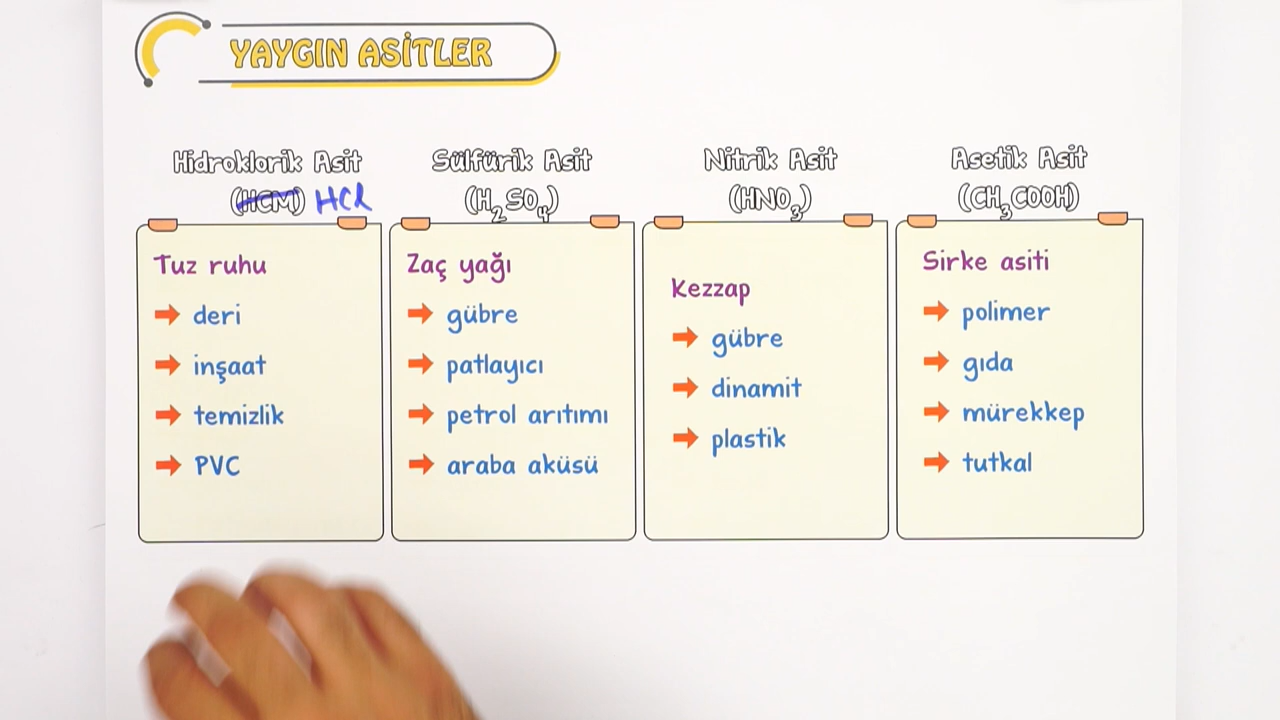 YAYGIN ASİTLER
Hidroklorik Asit
(HCM) HCl
Tuz ruhu
deri
inşaat
temizlik
PVC
Sülfürik Asit
(H2SO4)
Zaç yağı
gübre
patlayıcı
petrol arıtımı
araba aküsü
Nitrik Asit
(HNO3)
Kezzap
gübre
dinamit
plastik
Asetik Asit
(CH3COOH)
Sirke asiti
polimer
gıda
mürekkep
tutkal